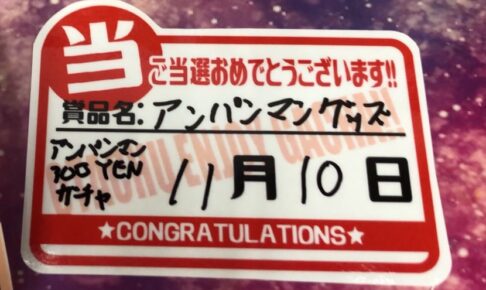 当
ご当選おめでとうございます!!
賞品名: アンパンマングッズ
アンパンマン
300 YEN
ガチャ
11月10日
★CONGRATULATIONS★